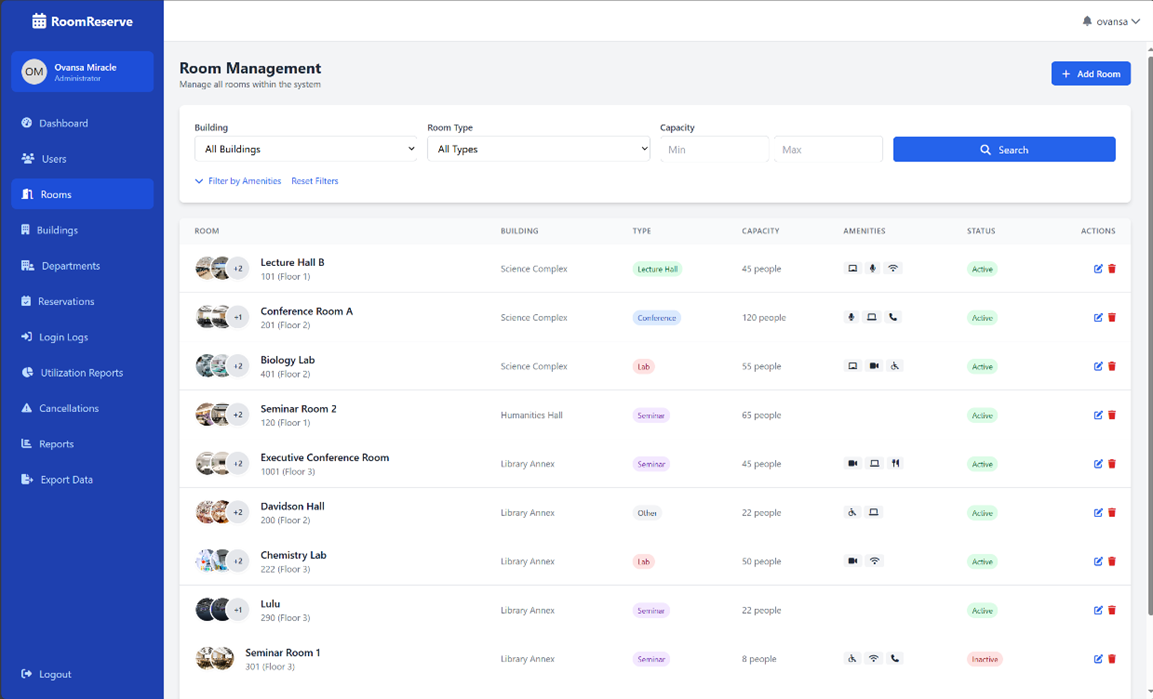 RoomReserve
ovansa
OM
Ovansa Miracle
Administrator
Dashboard
Users
Rooms
Buildings
Departments
Reservations
Login Logs
Utilization Reports
Cancellations
Reports
Export Data
Logout
Room Management
Manage all rooms within the system
+ Add Room
Building
Room Type
Capacity
All Buildings
All Types
Min
Max
Search
Filter by Amenities
Reset Filters
ROOM BUILDING TYPE CAPACITY AMENITIES STATUS ACTIONS
+2 Lecture Hall B
101 (Floor 1)
Science Complex Lecture Hall 45 people Active
+1 Conference Room A
201 (Floor 2)
Science Complex Conference 120 people Active
+2 Biology Lab
401 (Floor 2)
Science Complex Lab 55 people Active
+2 Seminar Room 2
120 (Floor 1)
Humanities Hall Seminar 65 people Active
+2 Executive Conference Room
1001 (Floor 3)
Library Annex Seminar 45 people Active
+2 Davidson Hall
200 (Floor 2)
Library Annex Other 22 people Active
+2 Chemistry Lab
222 (Floor 3)
Library Annex Lab 50 people Active
+1 Lulu
290 (Floor 3)
Library Annex Seminar 22 people Active
Seminar Room 1
301 (Floor 3)
Library Annex Seminar 8 people Inactive